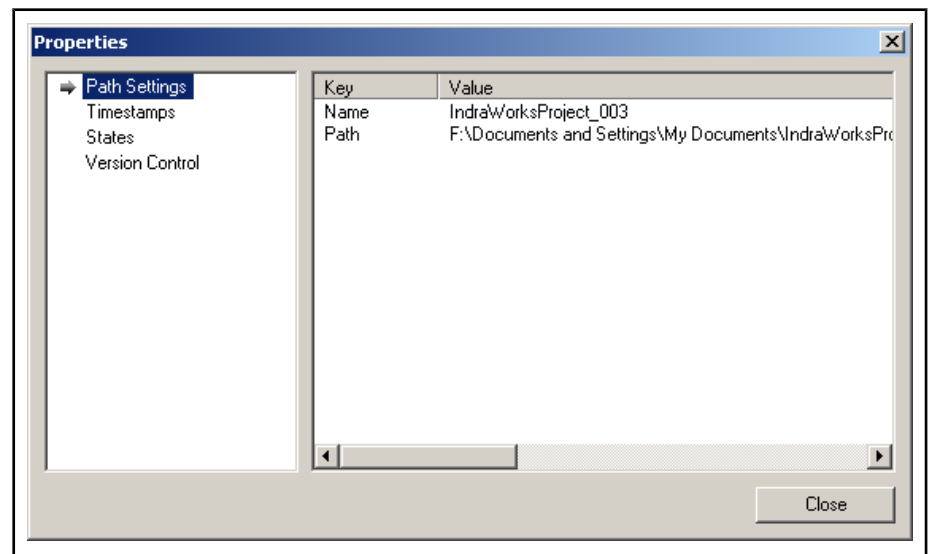 Properties
Path Settings
Timestamps
States
Version Control
Key Value
Name IndraWorksProject_003
Path F:\Documents and Settings\My Documents\IndraWorksPro
Close